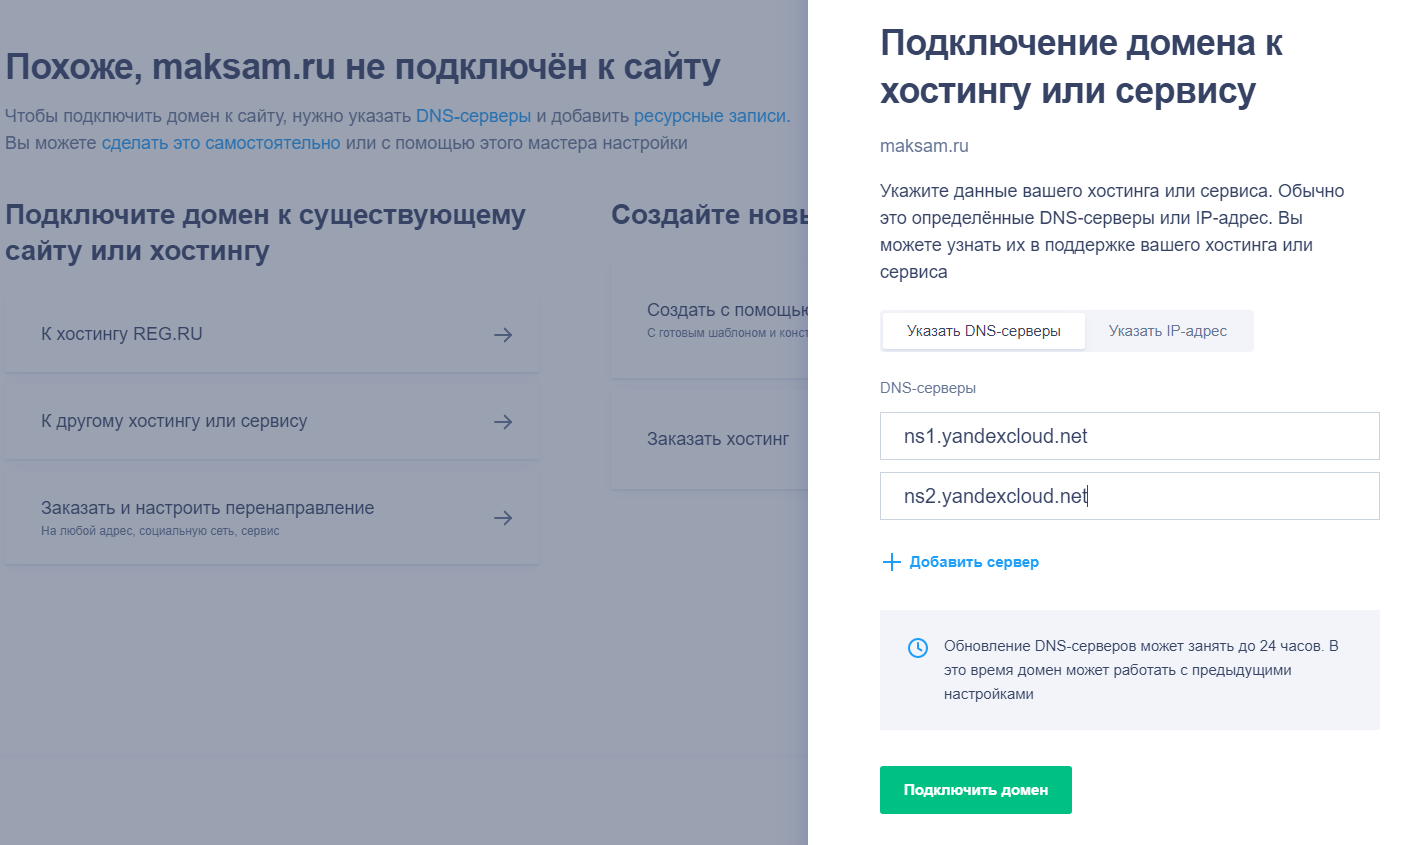 Похоже, maksam.ru не подключён к сайту
Чтобы подключить домен к сайту, нужно указать DNS-серверы и добавить ресурсные записи.
Вы можете сделать это самостоятельно или с помощью этого мастера настройки
Подключите домен к существующему
сайту или хостингу
К хостингу REG.RU
К другому хостингу или сервису
Заказать и настроить перенаправление
На любой адрес, социальную сеть, сервис
Создайте новы
Создать с помощью
С готовым шаблоном и конст
Заказать хостинг
Подключение домена к
хостингу или сервису
maksam.ru
Укажите данные вашего хостинга или сервиса. Обычно
это определённые DNS-серверы или IP-адрес. Вы
можете узнать их в поддержке вашего хостинга или
сервиса
Указать DNS-серверы
Указать IP-адрес
DNS-серверы
ns1.yandexcloud.net
ns2.yandexcloud.net
Добавить сервер
Обновление DNS-серверов может занять до 24 часов. В
это время домен может работать с предыдущими
настройками
Подключить домен